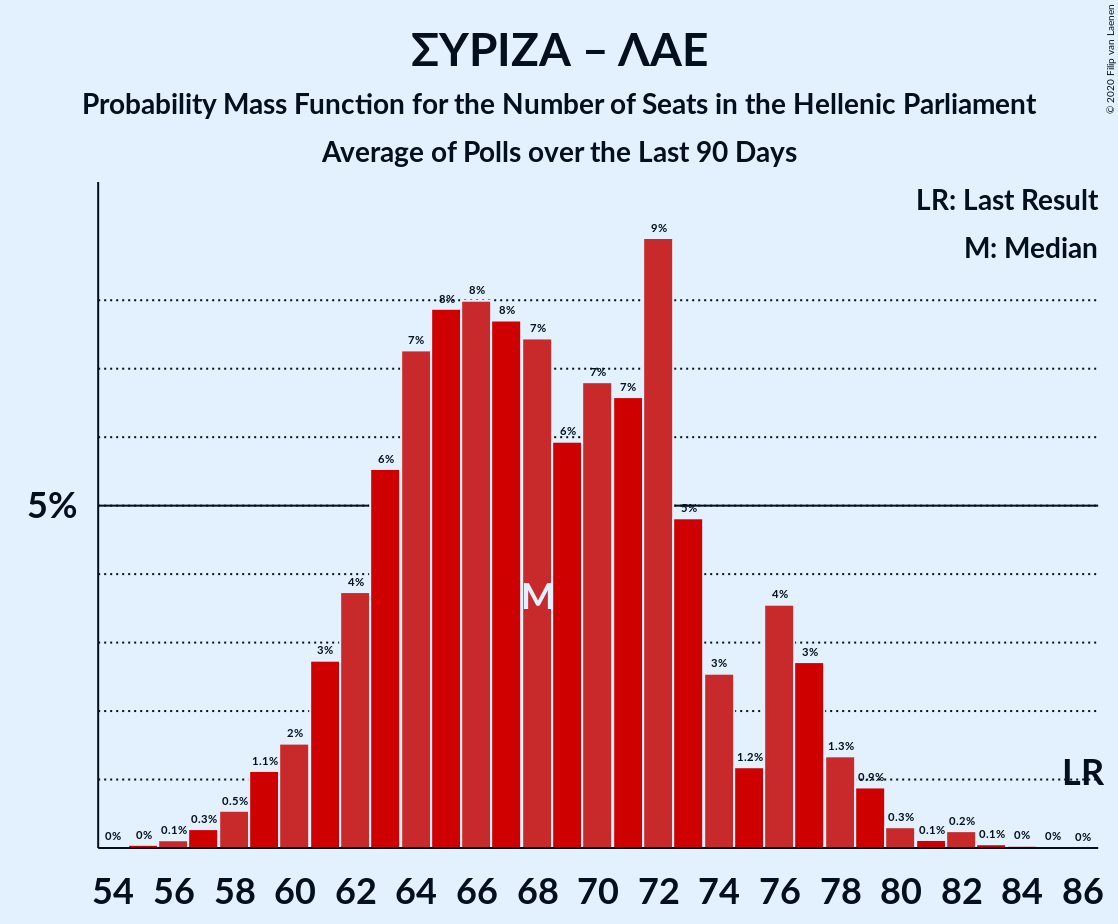 ΣΥΡΙΖΑ – ΛΑΕ
Probability Mass Function for the Number of Seats in the Hellenic Parliament
Average of Polls over the Last 90 Days
© 2020 Filip van Laenen
LR: Last Result
M: Median
5%
0% 0% 0.1% 0.3% 0.5% 1.1% 2% 3% 4% 6% 7% 8% 8% 8% 7% 6% 7% 7% 9% 5% 3% 1.2% 4% 3% 1.3% 0.9% 0.3% 0.1% 0.2% 0.1% 0% 0% 0%
M
LR
54 56 58 60 62 64 66 68 70 72 74 76 78 80 82 84 86